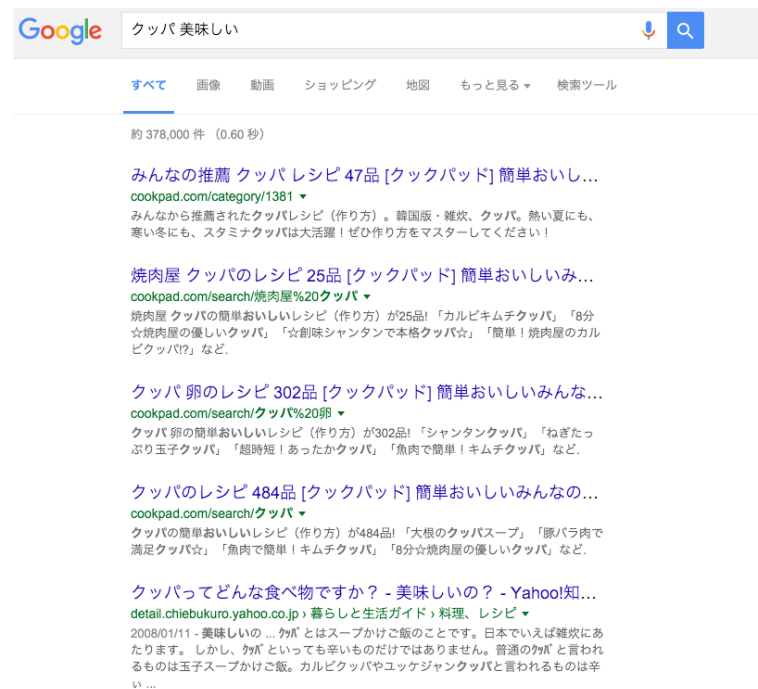 Google クッパ 美味しい
すべて 画像 動画 ショッピング 地図 もっと見る 検索ツール
約 378,000 件 （0.60 秒）
みんなの推薦 クッパ レシピ 47品 [クックパッド] 簡単おいし...
cookpad.com/category/1381
みんなから推薦されたクッパレシピ（作り方）。韓国版・雑炊、クッパ。熱い夏にも、
寒い冬にも、スタミナクッパは大活躍！ぜひ作り方をマスターしてください！
焼肉屋 クッパのレシピ 25品 [クックパッド] 簡単おいしいみ...
cookpad.com/search/焼肉屋%20クッパ
焼肉屋 クッパの簡単おいしいレシピ（作り方）が25品! 「カルビキムチクッパ」「8分
☆焼肉屋の優しいクッパ」「☆創味シャンタンで本格クッパ☆」「簡単！焼肉屋のカル
ビクッパ!?」など.
クッパ 卵のレシピ 302品 [クックパッド] 簡単おいしいみんな...
cookpad.com/search/クッパ%20卵
クッパ 卵の簡単おいしいレシピ（作り方）が302品! 「シャンタンクッパ」「ねぎたっ
ぷり玉子クッパ」「超時短！あったかクッパ」「魚肉で簡単！キムチクッパ」など.
クッパのレシピ 484品 [クックパッド] 簡単おいしいみんなの...
cookpad.com/search/クッパ
クッパの簡単おいしいレシピ（作り方）が484品! 「大根のクッパスープ」「豚バラ肉で
満足クッパ☆」「魚肉で簡単！キムチクッパ」「8分☆焼肉屋の優しいクッパ」など.
クッパってどんな食べ物ですか？ - 美味しいの？ - Yahoo!知...
detail.chiebukuro.yahoo.co.jp › 暮らしと生活ガイド › 料理、レシピ
2008/01/11 - 美味しいの ... ｸｯﾊﾟとはスープかけご飯のことです。日本でいえば雑炊にあ
たります。 しかし、ｸｯﾊﾟといっても辛いものだけではありません。普通のｸｯﾊﾟと言われ
るものは玉子スープかけご飯。カルビクッパやユッケジャンクッパと言われるものは辛
い ...